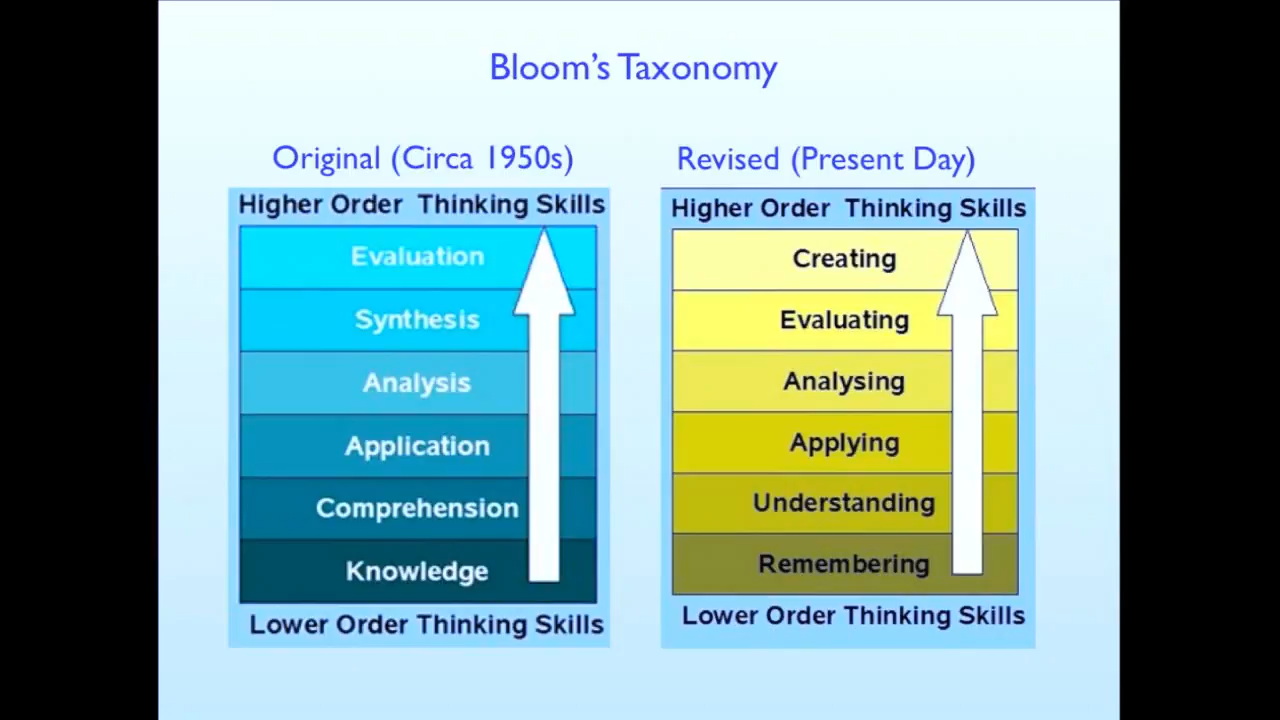 Bloom's Taxonomy
Original (Circa 1950s)
Higher Order Thinking Skills
Evaluation
Synthesis
Analysis
Application
Comprehension
Knowledge
Lower Order Thinking Skills
Revised (Present Day)
Higher Order Thinking Skills
Creating
Evaluating
Analysing
Applying
Understanding
Remembering
Lower Order Thinking Skills